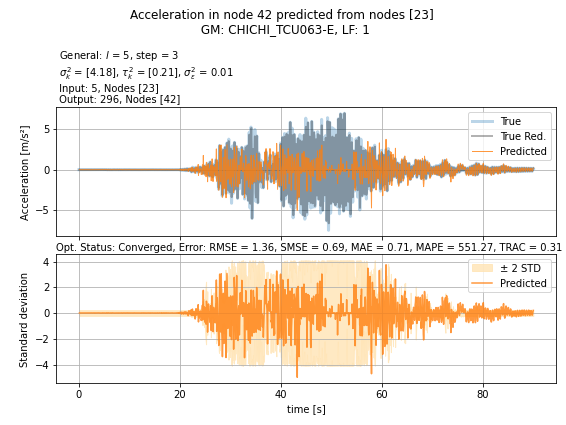 Acceleration in node 42 predicted from nodes [23]
GM: CHICHI_TCU063-E, LF: 1
General: l = 5, step = 3
σ²ₖ = [4.18], τ²ₖ = [0.21], σ²ε = 0.01
Input: 5, Nodes [23]
Output: 296, Nodes [42]
Acceleration [m/s²]
5
0
−5
True
True Red.
Predicted
Opt. Status: Converged, Error: RMSE = 1.36, SMSE = 0.69, MAE = 0.71, MAPE = 551.27, TRAC = 0.31
Standard deviation
4
2
0
−2
−4
± 2 STD
Predicted
0 20 40 60 80
time [s]